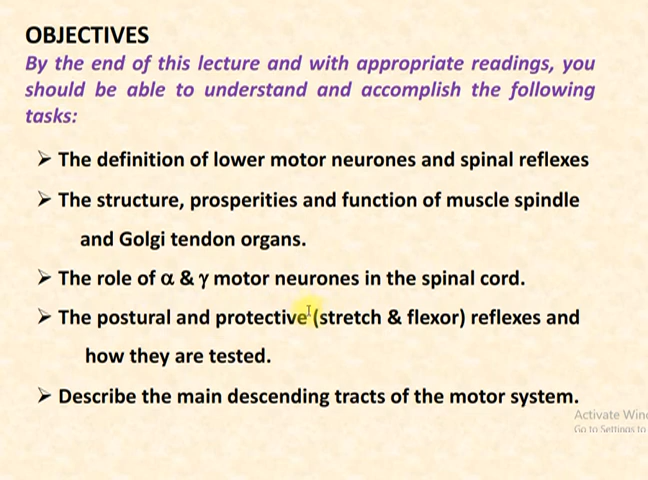 OBJECTIVES
By the end of this lecture and with appropriate readings, you
should be able to understand and accomplish the following
tasks:
➢ The definition of lower motor neurones and spinal reflexes
➢ The structure, prosperities and function of muscle spindle
and Golgi tendon organs.
➢ The role of α & γ motor neurones in the spinal cord.
➢ The postural and protective (stretch & flexor) reflexes and
how they are tested.
➢ Describe the main descending tracts of the motor system.
Activate
Go to Settings to